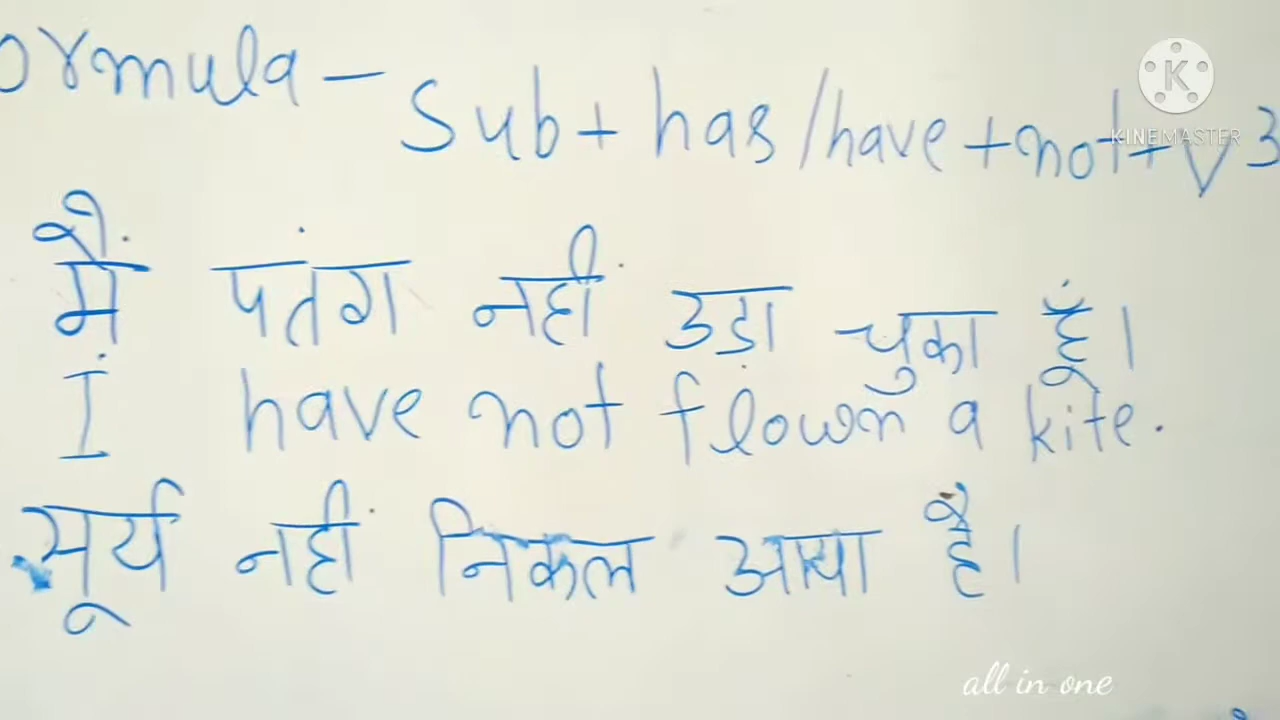 ormula - Sub + has/have + not + V3
KINEMASTER
मैं पतंग नहीं उड़ा चुका हूँ।
I have not flown a kite.
सूर्य नहीं निकल आया है।
all in one